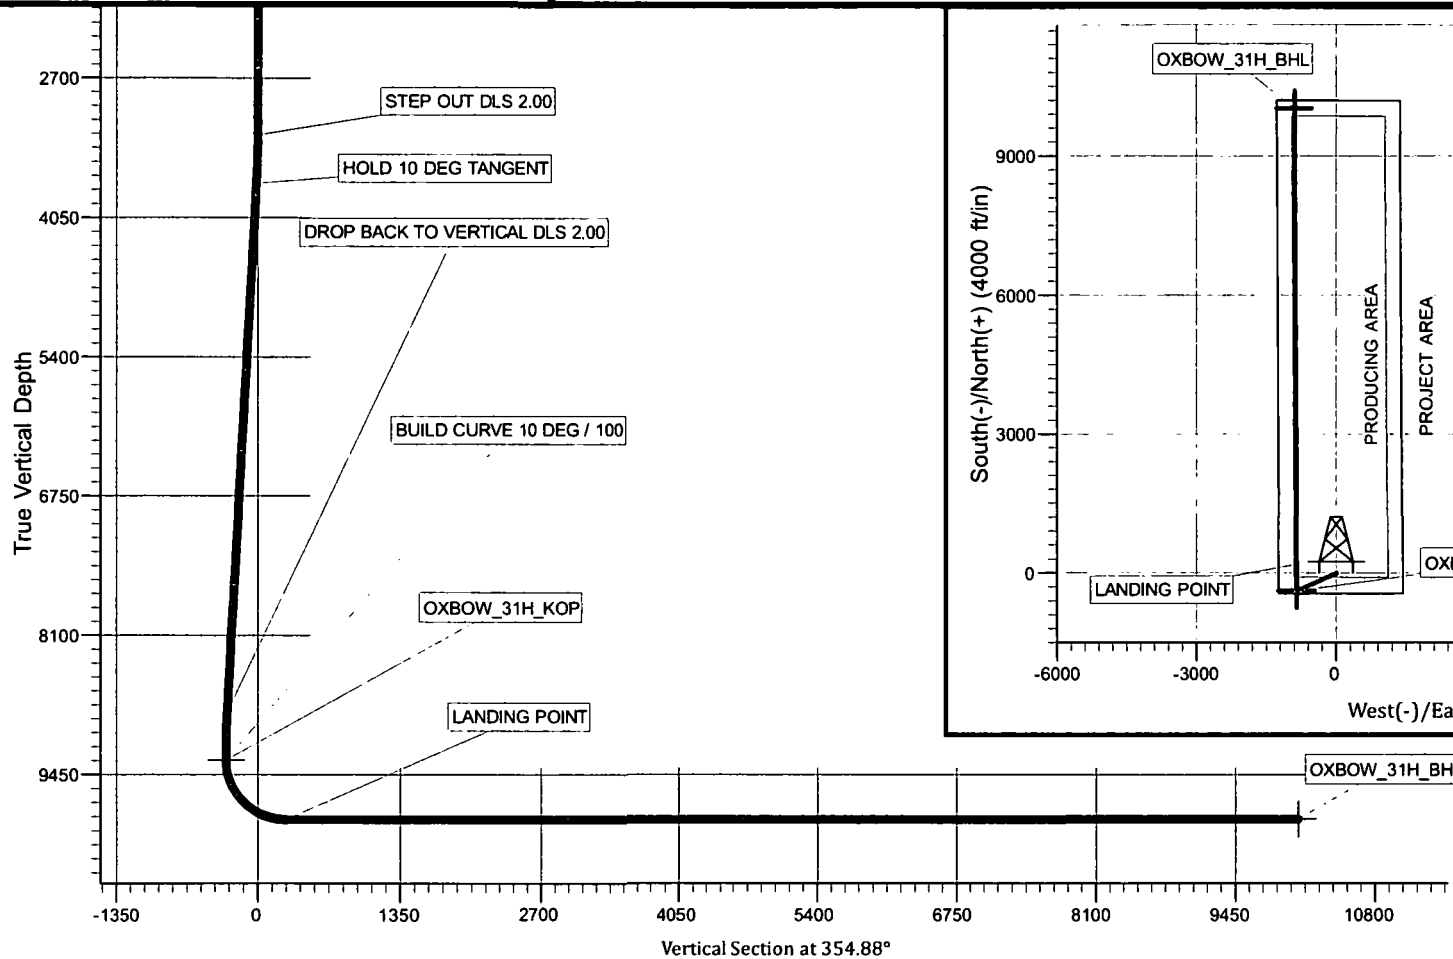 2700
4050
5400
6750
8100
9450
True Vertical Depth
STEP OUT DLS 2.00
HOLD 10 DEG TANGENT
DROP BACK TO VERTICAL DLS 2.00
BUILD CURVE 10 DEG / 100
OXBOW_31H_KOP
LANDING POINT
OXBOW_31H_BH
-1350
0
1350
2700
4050
5400
6750
8100
9450
10800
Vertical Section at 354.88°
OXBOW_31H_BHL
9000
6000
3000
0
South(-)/North(+) (4000 ft/in)
PRODUCING AREA
PROJECT AREA
LANDING POINT
-6000
-3000
0
West(-)/Ea